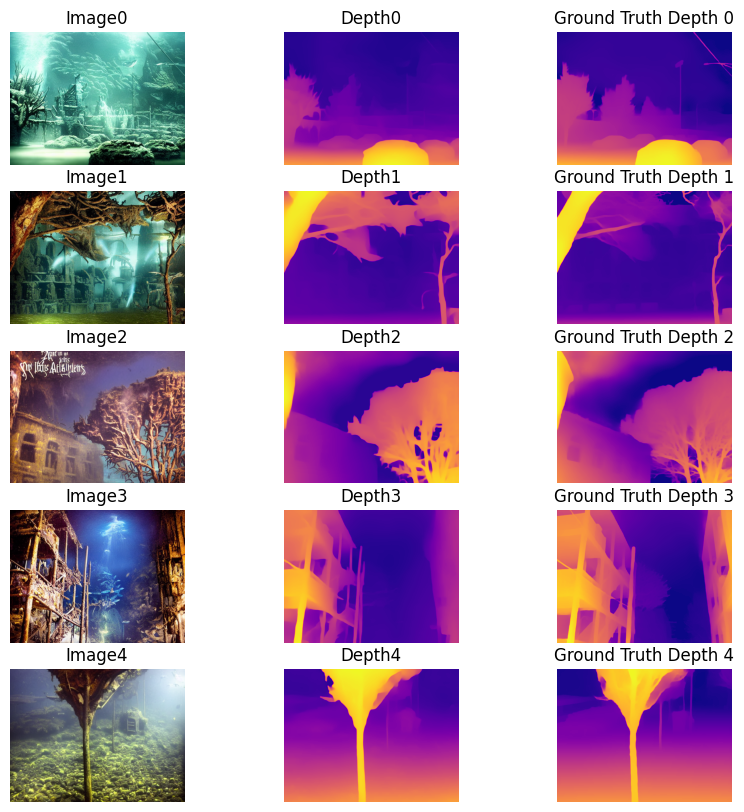 Image0 Depth0 Ground Truth Depth 0
Image1 Depth1 Ground Truth Depth 1
Image2 Depth2 Ground Truth Depth 2
Image3 Depth3 Ground Truth Depth 3
Image4 Depth4 Ground Truth Depth 4